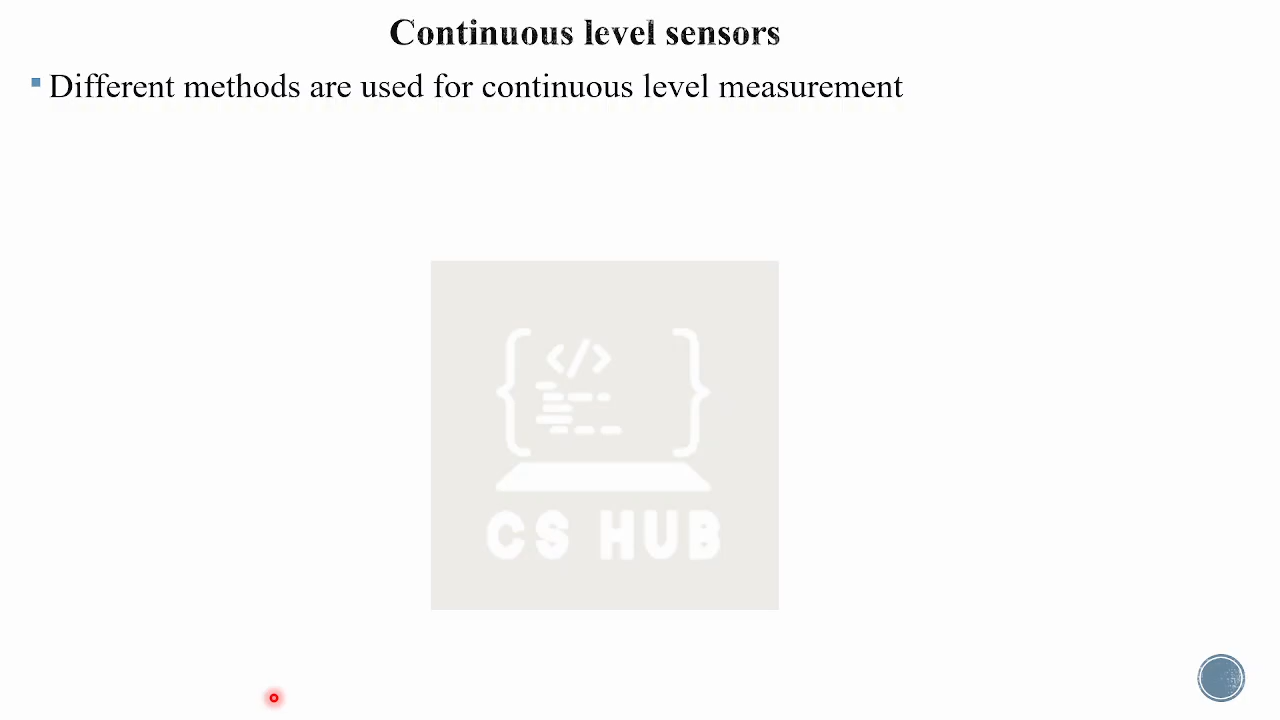 Continuous level sensors
Different methods are used for continuous level measurement
CS HUB